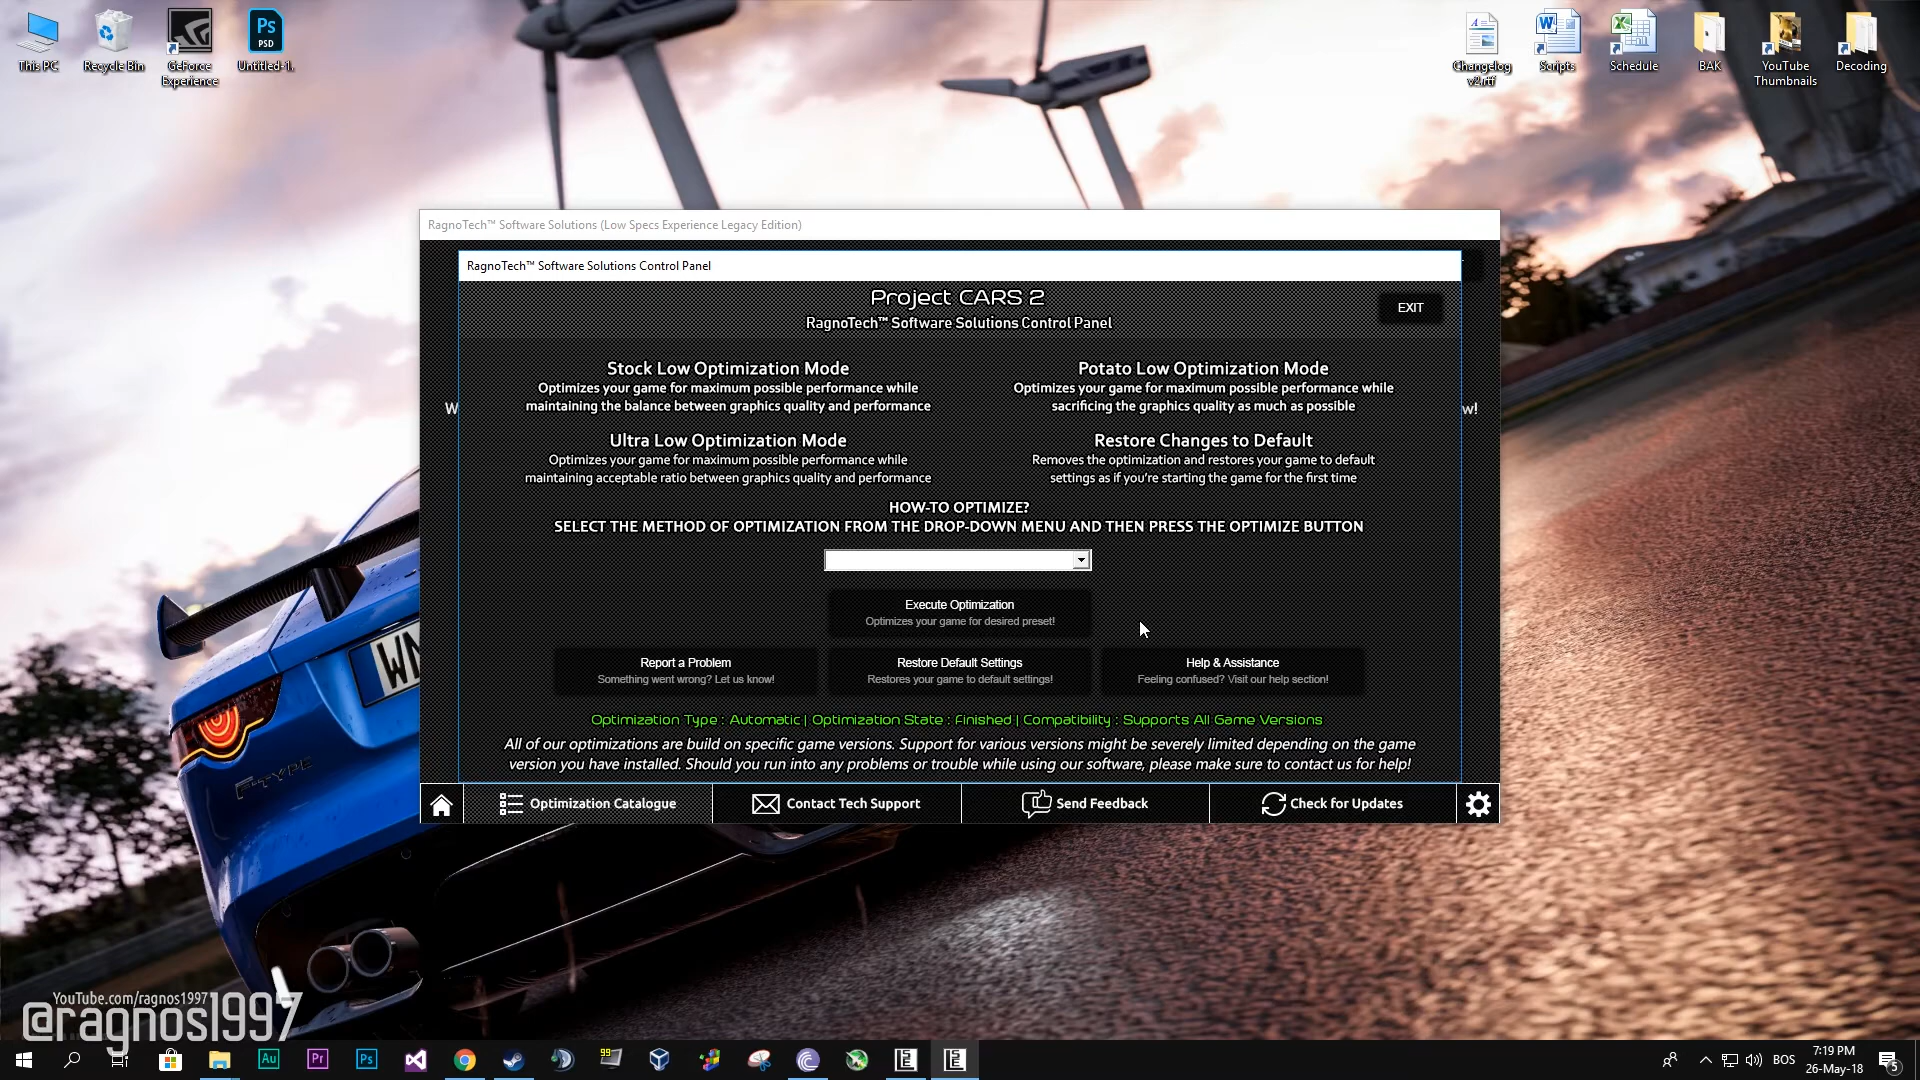 This PC
Recycle Bin
GeForce
Experience
Ps
PSD
Untitled-1.
Changelog
v2.rtf
Scripts
Schedule
BAK
YouTube
Thumbnails
Decoding
RagnoTech™ Software Solutions (Low Specs Experience Legacy Edition)
RagnoTech™ Software Solutions Control Panel
Project CARS 2
RagnoTech™ Software Solutions Control Panel
EXIT
Stock Low Optimization Mode
Optimizes your game for maximum possible performance while
maintaining the balance between graphics quality and performance
Potato Low Optimization Mode
Optimizes your game for maximum possible performance while
sacrificing the graphics quality as much as possible
W
w!
Ultra Low Optimization Mode
Optimizes your game for maximum possible performance while
maintaining acceptable ratio between graphics quality and performance
Restore Changes to Default
Removes the optimization and restores your game to default
settings as if you're starting the game for the first time
HOW-TO OPTIMIZE?
SELECT THE METHOD OF OPTIMIZATION FROM THE DROP-DOWN MENU AND THEN PRESS THE OPTIMIZE BUTTON
Execute Optimization
Optimizes your game for desired preset!
Report a Problem
Something went wrong? Let us know!
Restore Default Settings
Restores your game to default settings!
Help & Assistance
Feeling confused? Visit our help section!
Optimization Type : Automatic | Optimization State : Finished | Compatibility : Supports All Game Versions
All of our optimizations are build on specific game versions. Support for various versions might be severely limited depending on the game
version you have installed. Should you run into any problems or trouble while using our software, please make sure to contact us for help!
Optimization Catalogue
Contact Tech Support
Send Feedback
Check for Updates
F-TYPE
YouTube.com/ragnos1997
@ragnos1997
Au
Pr
Ps
99
BOS
7:19 PM
26-May-18
5